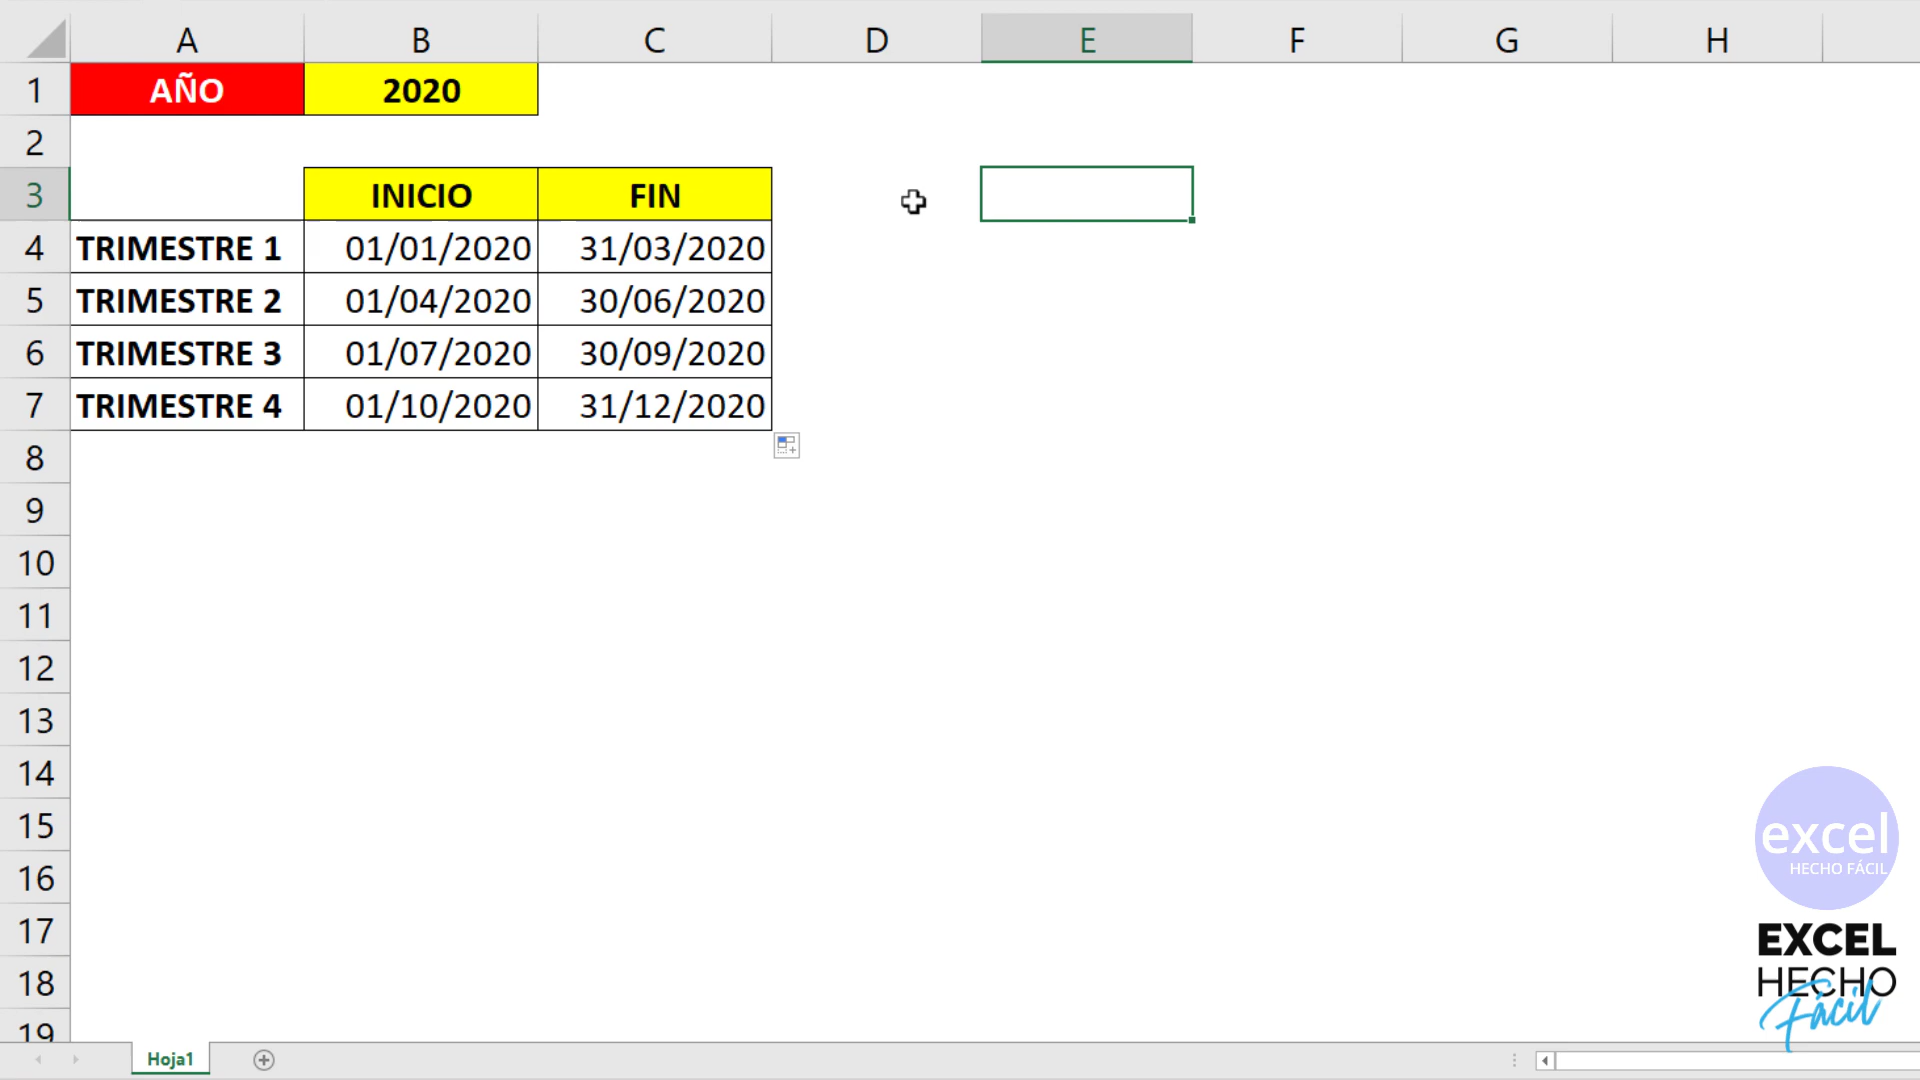 A B C D E F G H
1 AÑO 2020
2
3 INICIO FIN
4 TRIMESTRE 1 01/01/2020 31/03/2020
5 TRIMESTRE 2 01/04/2020 30/06/2020
6 TRIMESTRE 3 01/07/2020 30/09/2020
7 TRIMESTRE 4 01/10/2020 31/12/2020
8
9
10
11
12
13
14
15
16
17
18
19
excel
HECHO FÁCIL
EXCEL
HECHO
Fácil
Hoja1